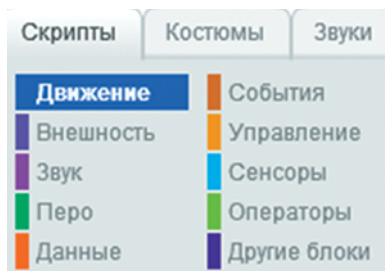 Скрипты Костюмы Звуки
Движение События
Внешность Управление
Звук Сенсоры
Перо Операторы
Данные Другие блоки